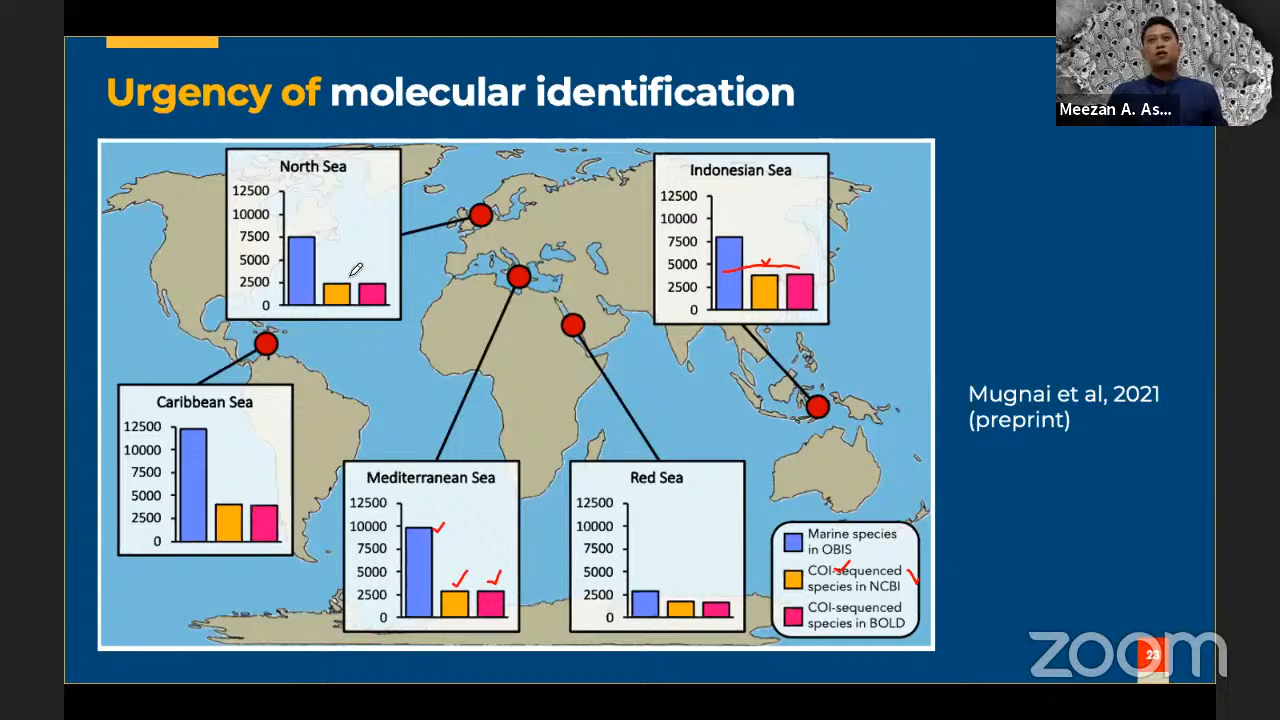 Urgency of molecular identification
Meezan A. As...
North Sea
12500
10000
7500
5000
2500
0
Indonesian Sea
12500
10000
7500
5000
2500
0
Caribbean Sea
12500
10000
7500
5000
2500
0
Mediterranean Sea
12500
10000
7500
5000
2500
0
Red Sea
12500
10000
7500
5000
2500
0
Marine species
in OBIS
COI-sequenced
species in NCBI
COI-sequenced
species in BOLD
Mugnai et al, 2021
(preprint)
23
zoom